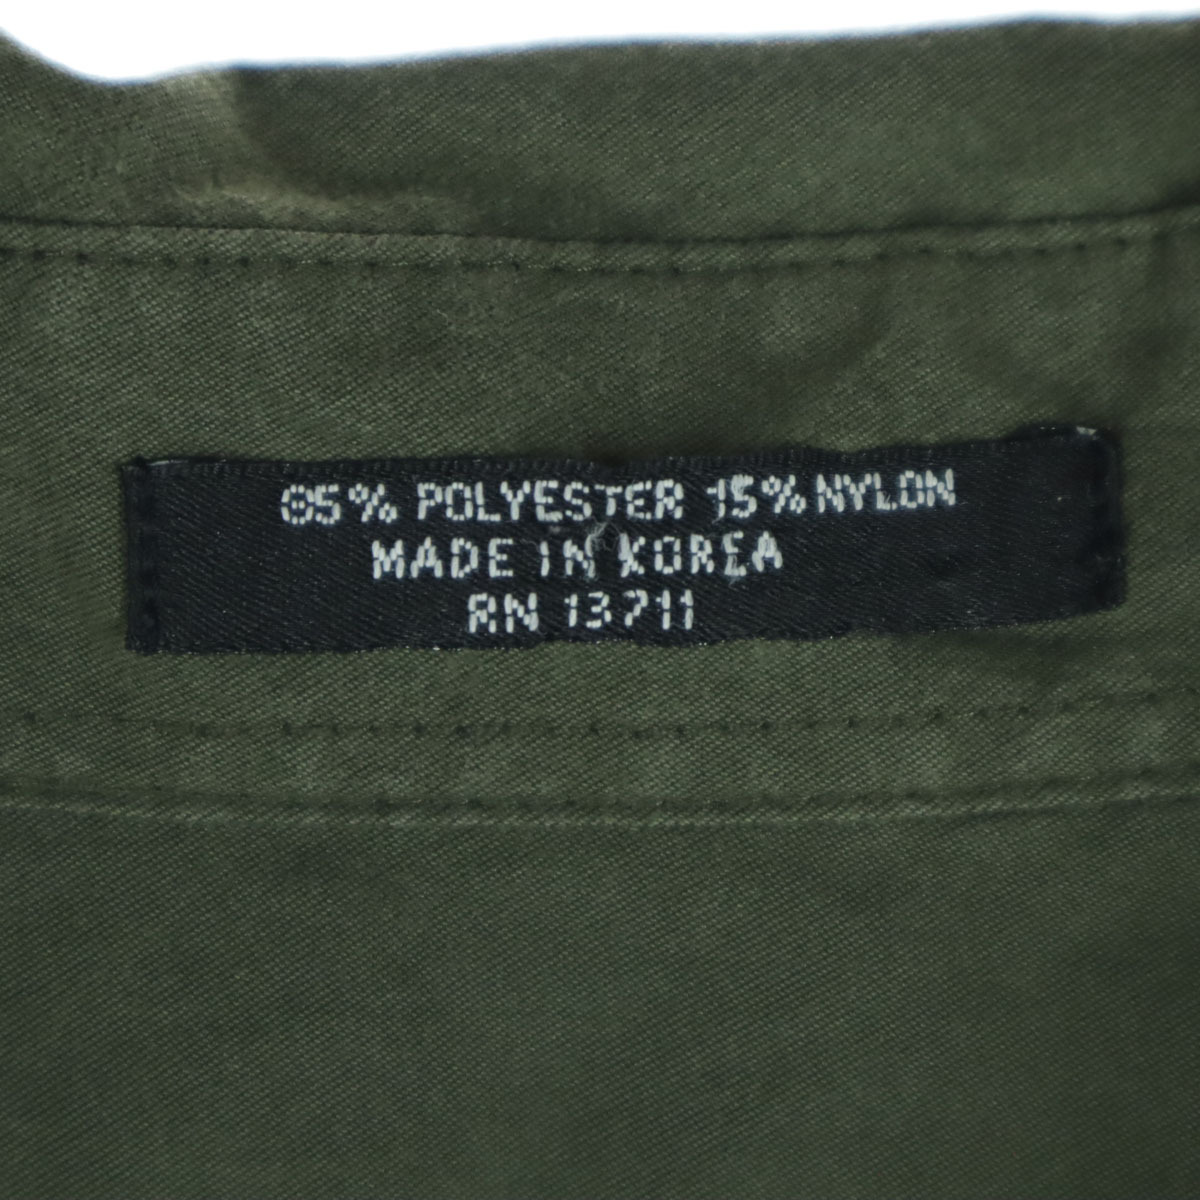 85% POLYESTER 15% NYLON
MADE IN KOREA
RN 13711